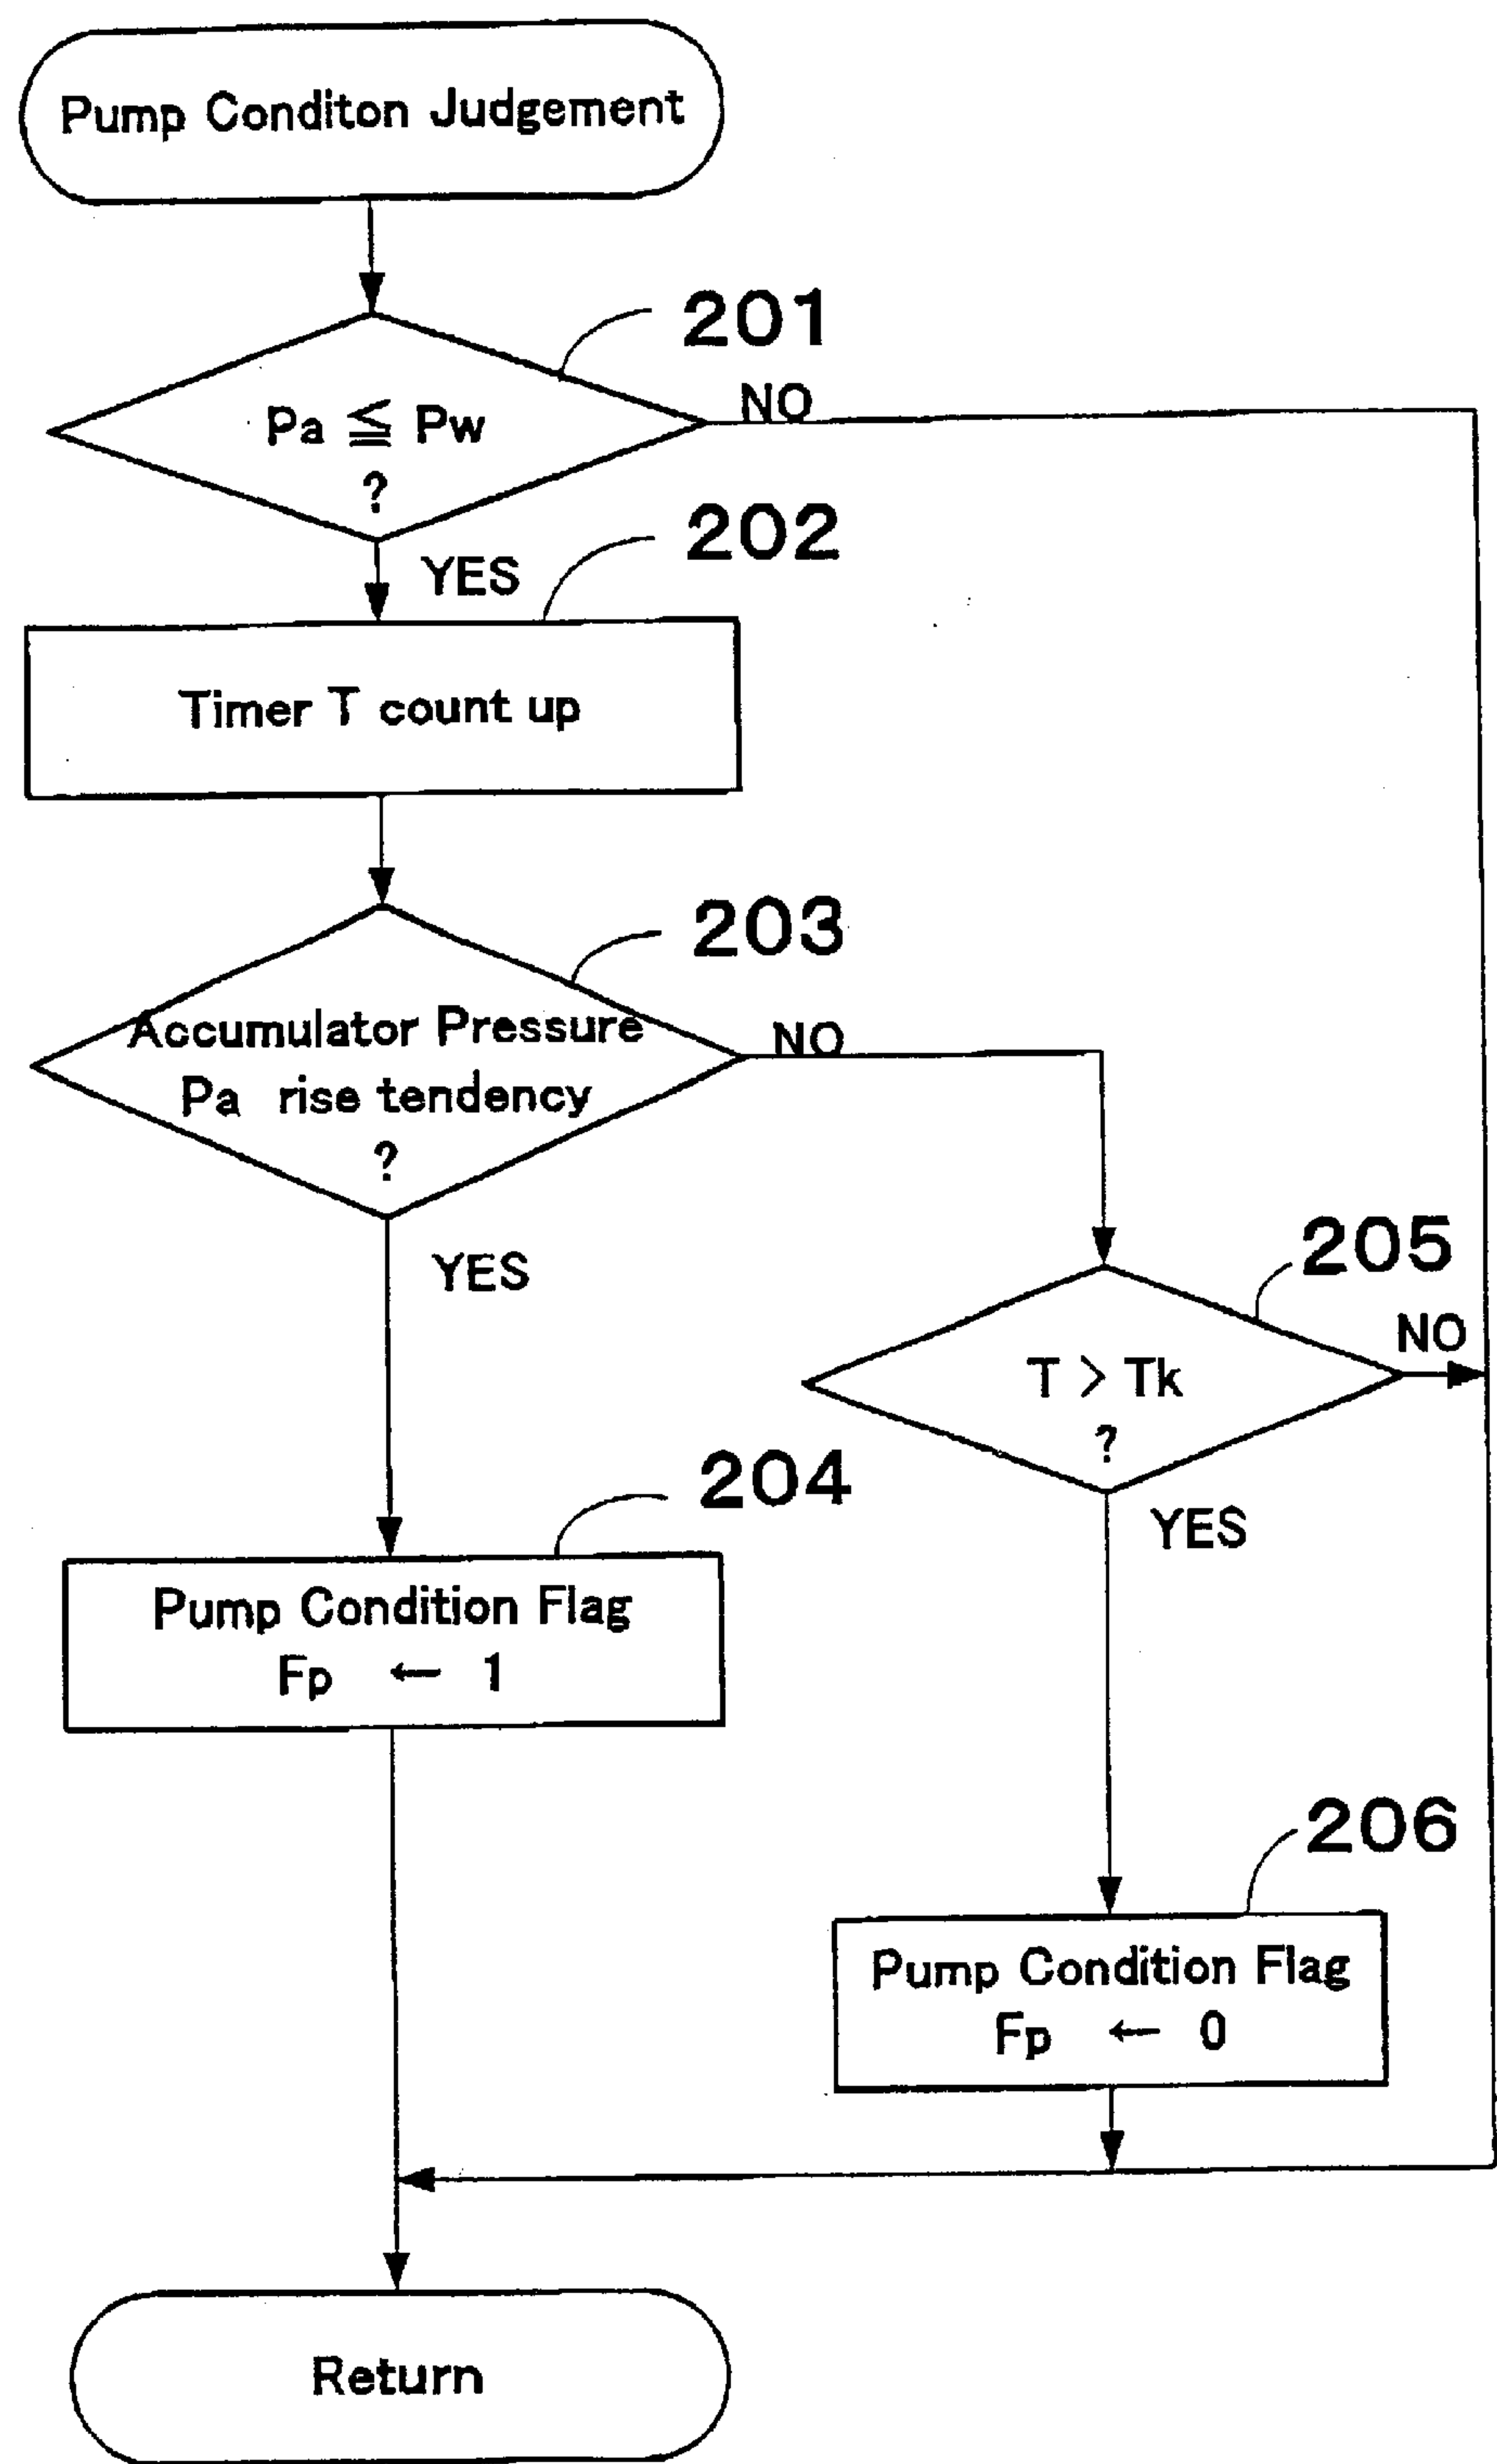 Pump Conditon Judgement
201
Pa ≦ Pw
?
NO
YES
202
Timer T count up
203
Accumulator Pressure
Pa rise tendency
?
NO
YES
205
T > Tk
?
NO
YES
204
Pump Condition Flag
Fp ← 1
206
Pump Condition Flag
Fp ← 0
Return